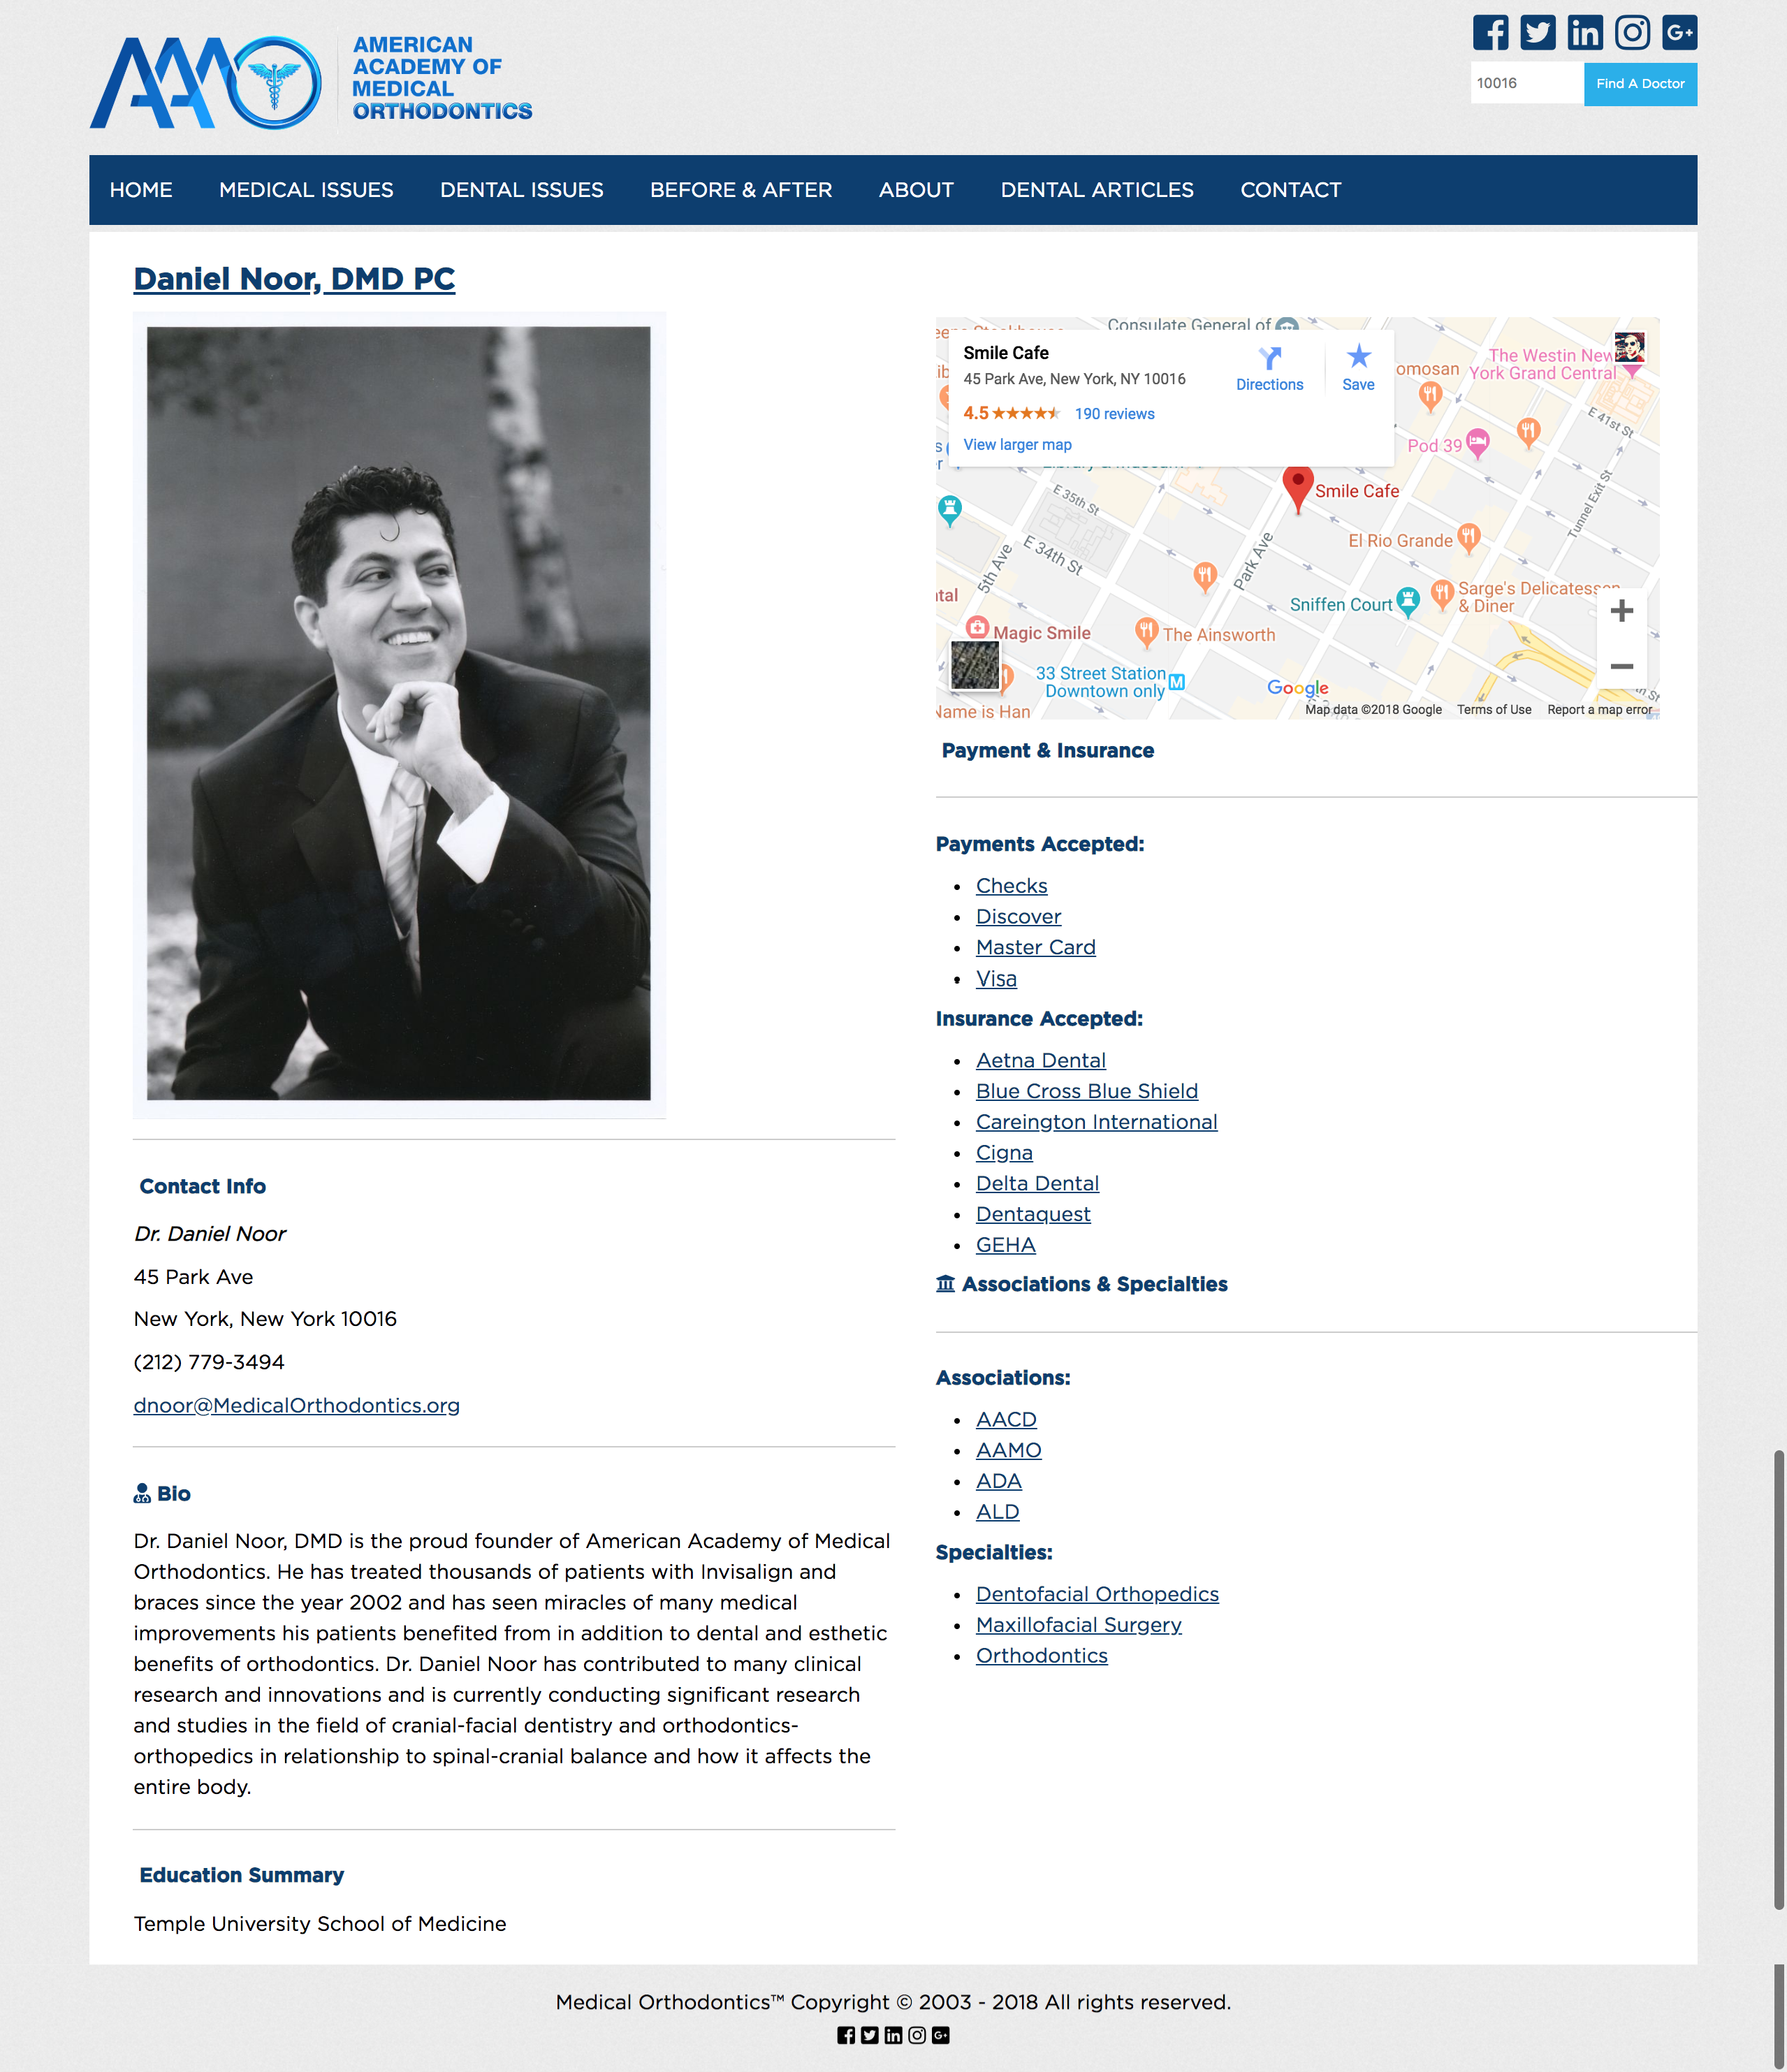 AAMO
AMERICAN
ACADEMY OF
MEDICAL
ORTHODONTICS
10016
Find A Doctor
HOME
MEDICAL ISSUES
DENTAL ISSUES
BEFORE & AFTER
ABOUT
DENTAL ARTICLES
CONTACT
Daniel Noor, DMD PC
Contact Info
Dr. Daniel Noor
45 Park Ave
New York, New York 10016
(212) 779-3494
dnoor@MedicalOrthodontics.org
Bio
Dr. Daniel Noor, DMD is the proud founder of American Academy of Medical
Orthodontics. He has treated thousands of patients with Invisalign and
braces since the year 2002 and has seen miracles of many medical
improvements his patients benefited from in addition to dental and esthetic
benefits of orthodontics. Dr. Daniel Noor has contributed to many clinical
research and innovations and is currently conducting significant research
and studies in the field of cranial-facial dentistry and orthodontics-
orthopedics in relationship to spinal-cranial balance and how it affects the
entire body.
Education Summary
Temple University School of Medicine
Consulate General of
Smile Cafe
45 Park Ave, New York, NY 10016
4.5
190 reviews
View larger map
Directions
Save
The Westin New
York Grand Central
omosan
E 41st St
Pod 39
Smile Cafe
E 35th St
Tunnel Exit St
El Rio Grande
E 34th St
5th Ave
Park Ave
Sarge's Delicatessen
& Diner
Sniffen Court
Magic Smile
The Ainsworth
33 Street Station
Downtown only
Name is Han
Google
Map data ©2018 Google
Terms of Use
Report a map error
Payment & Insurance
Payments Accepted:
Checks
Discover
Master Card
Visa
Insurance Accepted:
Aetna Dental
Blue Cross Blue Shield
Careington International
Cigna
Delta Dental
Dentaquest
GEHA
Associations & Specialties
Associations:
AACD
AAMO
ADA
ALD
Specialties:
Dentofacial Orthopedics
Maxillofacial Surgery
Orthodontics
Medical Orthodontics™ Copyright © 2003 - 2018 All rights reserved.